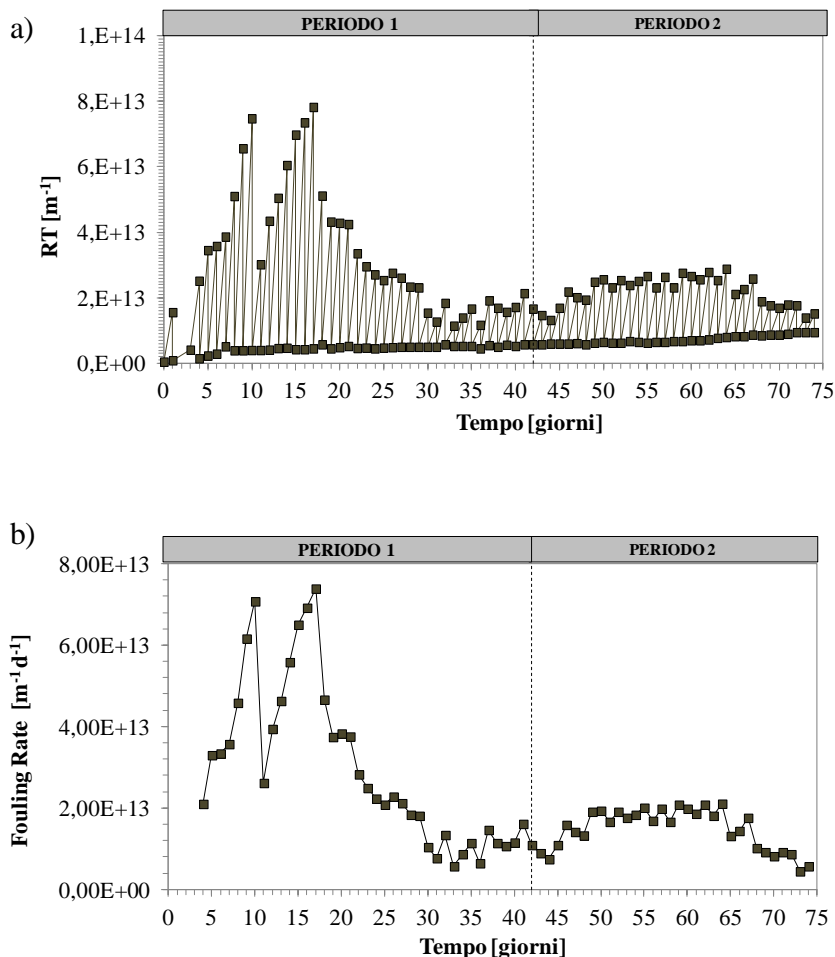 a)
PERIODO 1 PERIODO 2
1,E+14
8,E+13
6,E+13
4,E+13
2,E+13
0,E+00
RT [m-1]
0 5 10 15 20 25 30 35 40 45 50 55 60 65 70 75
Tempo [giorni]
b)
PERIODO 1 PERIODO 2
8,00E+13
6,00E+13
4,00E+13
2,00E+13
0,00E+00
Fouling Rate [m-1 d-1]
0 5 10 15 20 25 30 35 40 45 50 55 60 65 70 75
Tempo [giorni]